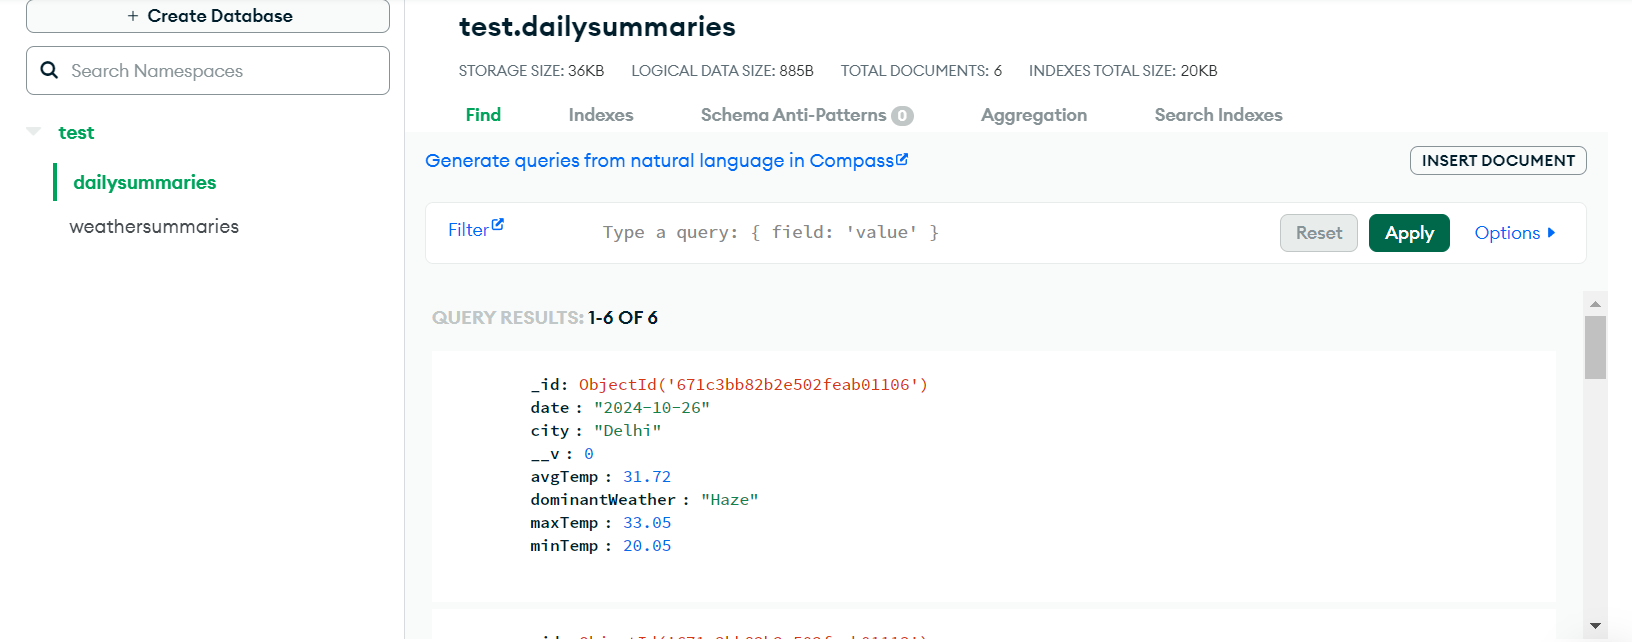 + Create Database
Search Namespaces
test
dailysummaries
weathersummaries
test.dailysummaries
STORAGE SIZE: 36KB LOGICAL DATA SIZE: 885B TOTAL DOCUMENTS: 6 INDEXES TOTAL SIZE: 20KB
Find Indexes Schema Anti-Patterns 0 Aggregation Search Indexes
Generate queries from natural language in Compass
INSERT DOCUMENT
Filter Type a query: { field: 'value' } Reset Apply Options
QUERY RESULTS: 1-6 OF 6
_id: ObjectId('671c3bb82b2e502feab01106')
date : "2024-10-26"
city : "Delhi"
__v : 0
avgTemp : 31.72
dominantWeather : "Haze"
maxTemp : 33.05
minTemp : 20.05